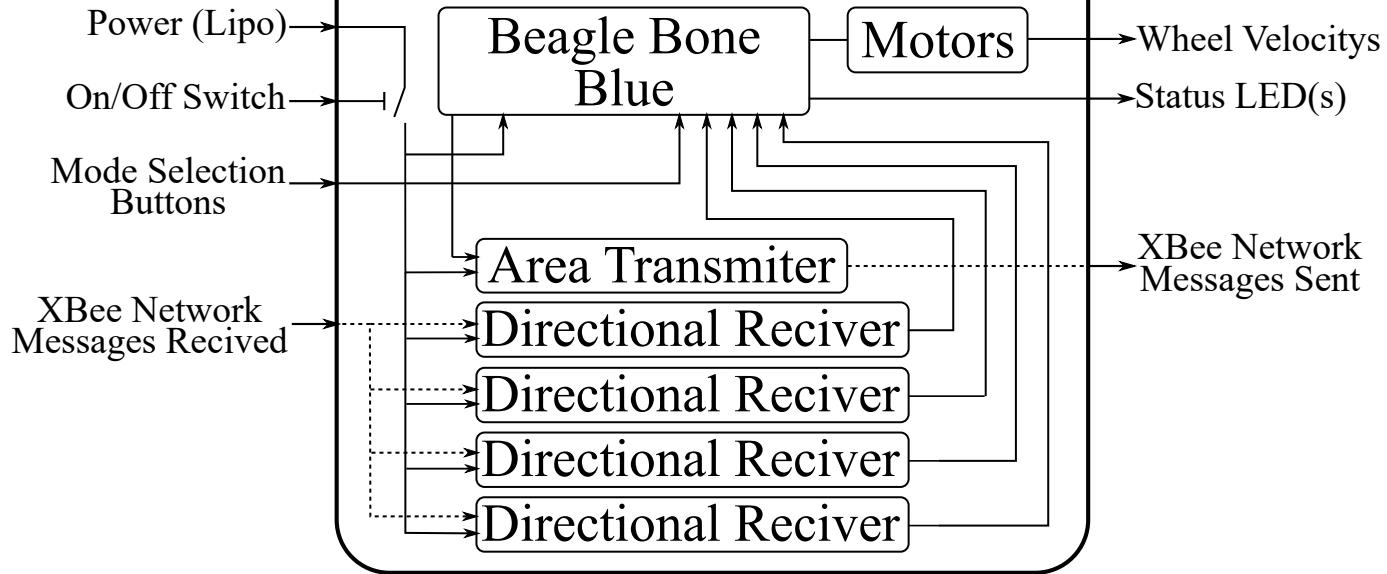 Power (Lipo)
On/Off Switch
Mode Selection
Buttons
XBee Network
Messages Recived
Beagle Bone
Blue
Motors
Area Transmiter
Directional Reciver
Directional Reciver
Directional Reciver
Directional Reciver
Wheel Velocitys
Status LED(s)
XBee Network
Messages Sent